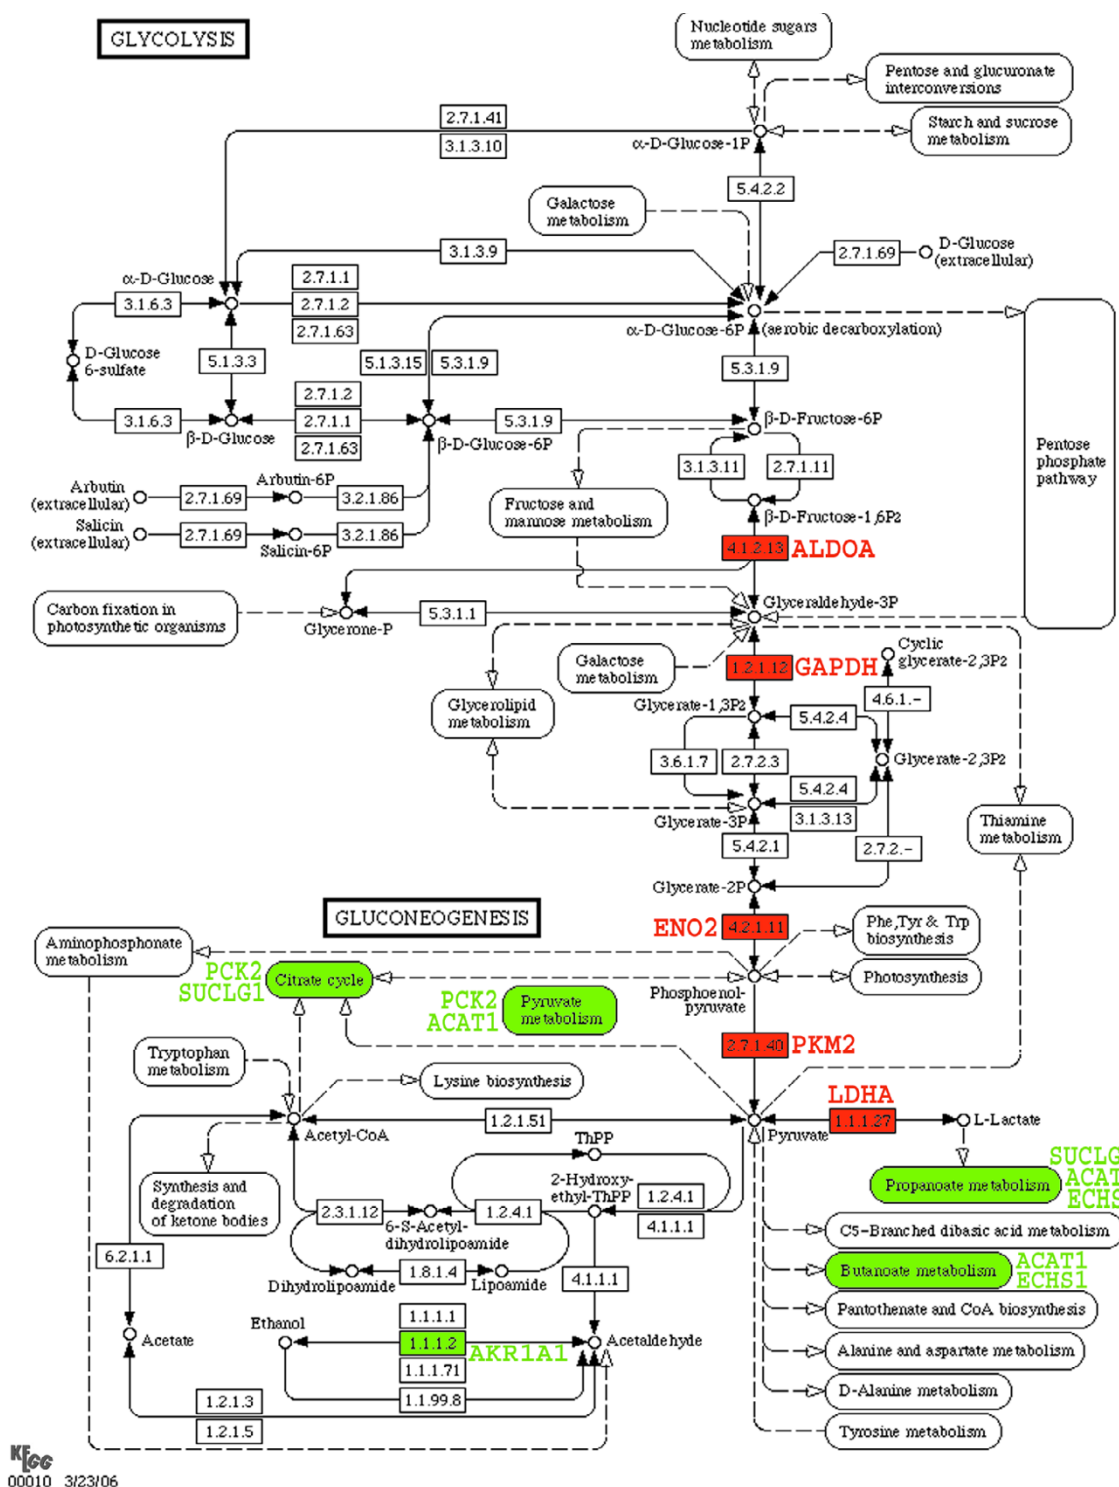 GLYCOLYSIS
Nucleotide sugars
metabolism
Pentose and glucuronate
interconversions
Starch and sucrose
metabolism
2.7.1.41
3.1.3.10
α-D-Glucose-1P
5.4.2.2
Galactose
metabolism
3.1.3.9
2.7.1.69
D-Glucose
(extracellular)
α-D-Glucose
2.7.1.1
2.7.1.2
2.7.1.63
3.1.6.3
α-D-Glucose-6P
(aerobic decarboxylation)
D-Glucose
6-sulfate
5.1.3.3
5.1.3.15
5.3.1.9
5.3.1.9
2.7.1.2
2.7.1.1
2.7.1.63
3.1.6.3
β-D-Glucose
β-D-Glucose-6P
5.3.1.9
β-D-Fructose-6P
3.1.3.11
2.7.1.11
Pentose
phosphate
pathway
Arbutin
(extracellular)
2.7.1.69
Arbutin-6P
3.2.1.86
Salicin
(extracellular)
2.7.1.69
Salicin-6P
3.2.1.86
Fructose and
mannose metabolism
β-D-Fructose-1,6P2
4.1.2.13
ALDOA
Carbon fixation in
photosynthetic organisms
Glycerone-P
5.3.1.1
Glyceraldehyde-3P
Galactose
metabolism
1.2.1.12
GAPDH
Cyclic
glycerate-2,3P2
Glycerolipid
metabolism
Glycerate-1,3P2
5.4.2.4
4.6.1.-
3.6.1.7
2.7.2.3
Glycerate-2,3P2
5.4.2.4
3.1.3.13
Glycerate-3P
Thiamine
metabolism
5.4.2.1
2.7.2.-
Glycerate-2P
GLUCONEOGENESIS
ENO2
4.2.1.11
Phe,Tyr & Trp
biosynthesis
Aminophosphonate
metabolism
PCK2
SUCLG1
Citrate cycle
Photosynthesis
Phosphoenol-
pyruvate
PCK2
ACAT1
Pyruvate
metabolism
2.7.1.40
PKM2
Tryptophan
metabolism
Lysine biosynthesis
LDHA
1.1.1.27
L-Lactate
Acetyl-CoA
1.2.1.51
Pyruvate
ThPP
SUCLG
ACAT
ECHS
Propanoate metabolism
Synthesis and
degradation
of ketone bodies
2-Hydroxy-
ethyl-ThPP
1.2.4.1
4.1.1.1
2.3.1.12
6-S-Acetyl-
dihydrolipoamide
1.2.4.1
C5-Branched dibasic acid metabolism
6.2.1.1
Dihydrolipoamide
1.8.1.4
Lipoamide
4.1.1.1
Butanoate metabolism
ACAT1
ECHS1
Pantothenate and CoA biosynthesis
Ethanol
1.1.1.1
1.1.1.2
AKR1A1
1.1.1.71
1.1.99.8
Acetate
Acetaldehyde
Alanine and aspartate metabolism
D-Alanine metabolism
1.2.1.3
1.2.1.5
Tyrosine metabolism
KEGG
00010 3/23/06